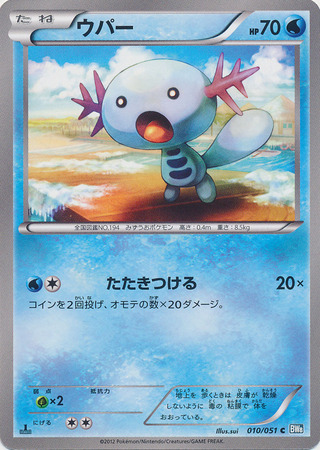 たね
ウパー
HP70
全国図鑑NO.194 みずうおポケモン 高さ:0.4m 重さ:8.5kg
たたきつける 20×
コインを2回投げ、オモテの数×20ダメージ。
弱点 抵抗力
×2
にげる
地上を 歩くときは 皮膚が 乾燥
しないように 毒の 粘膜で 体を
おおっている。
Illus.sui 010/051 C BW
©2012 Pokémon/Nintendo/Creatures/GAME FREAK.